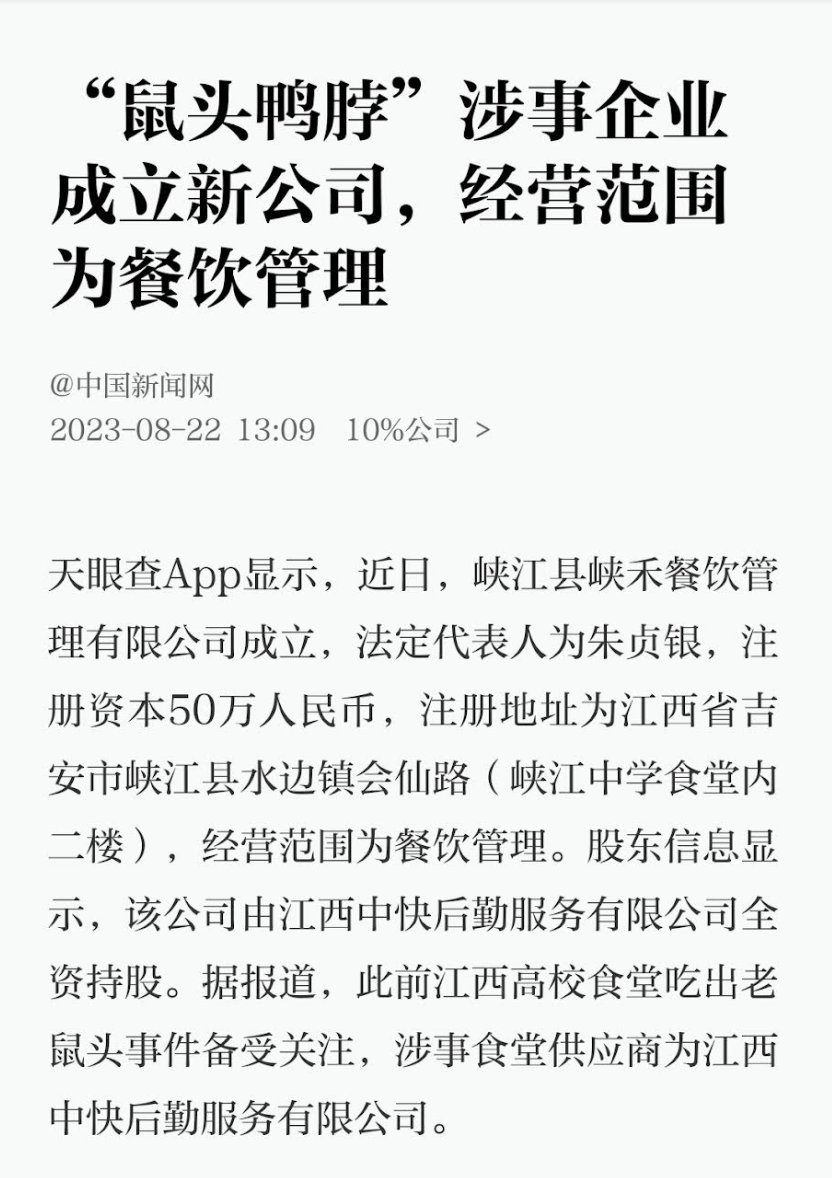 “鼠头鸭脖”涉事企业
成立新公司，经营范围
为餐饮管理
@中国新闻网
2023-08-22 13:09 10%公司 >
天眼查App显示，近日，峡江县峡禾餐饮管
理有限公司成立，法定代表人为朱贞银，注
册资本50万人民币，注册地址为江西省吉
安市峡江县水边镇会仙路（峡江中学食堂内
二楼），经营范围为餐饮管理。股东信息显
示，该公司由江西中快后勤服务有限公司全
资持股。据报道，此前江西高校食堂吃出老
鼠头事件备受关注，涉事食堂供应商为江西
中快后勤服务有限公司。